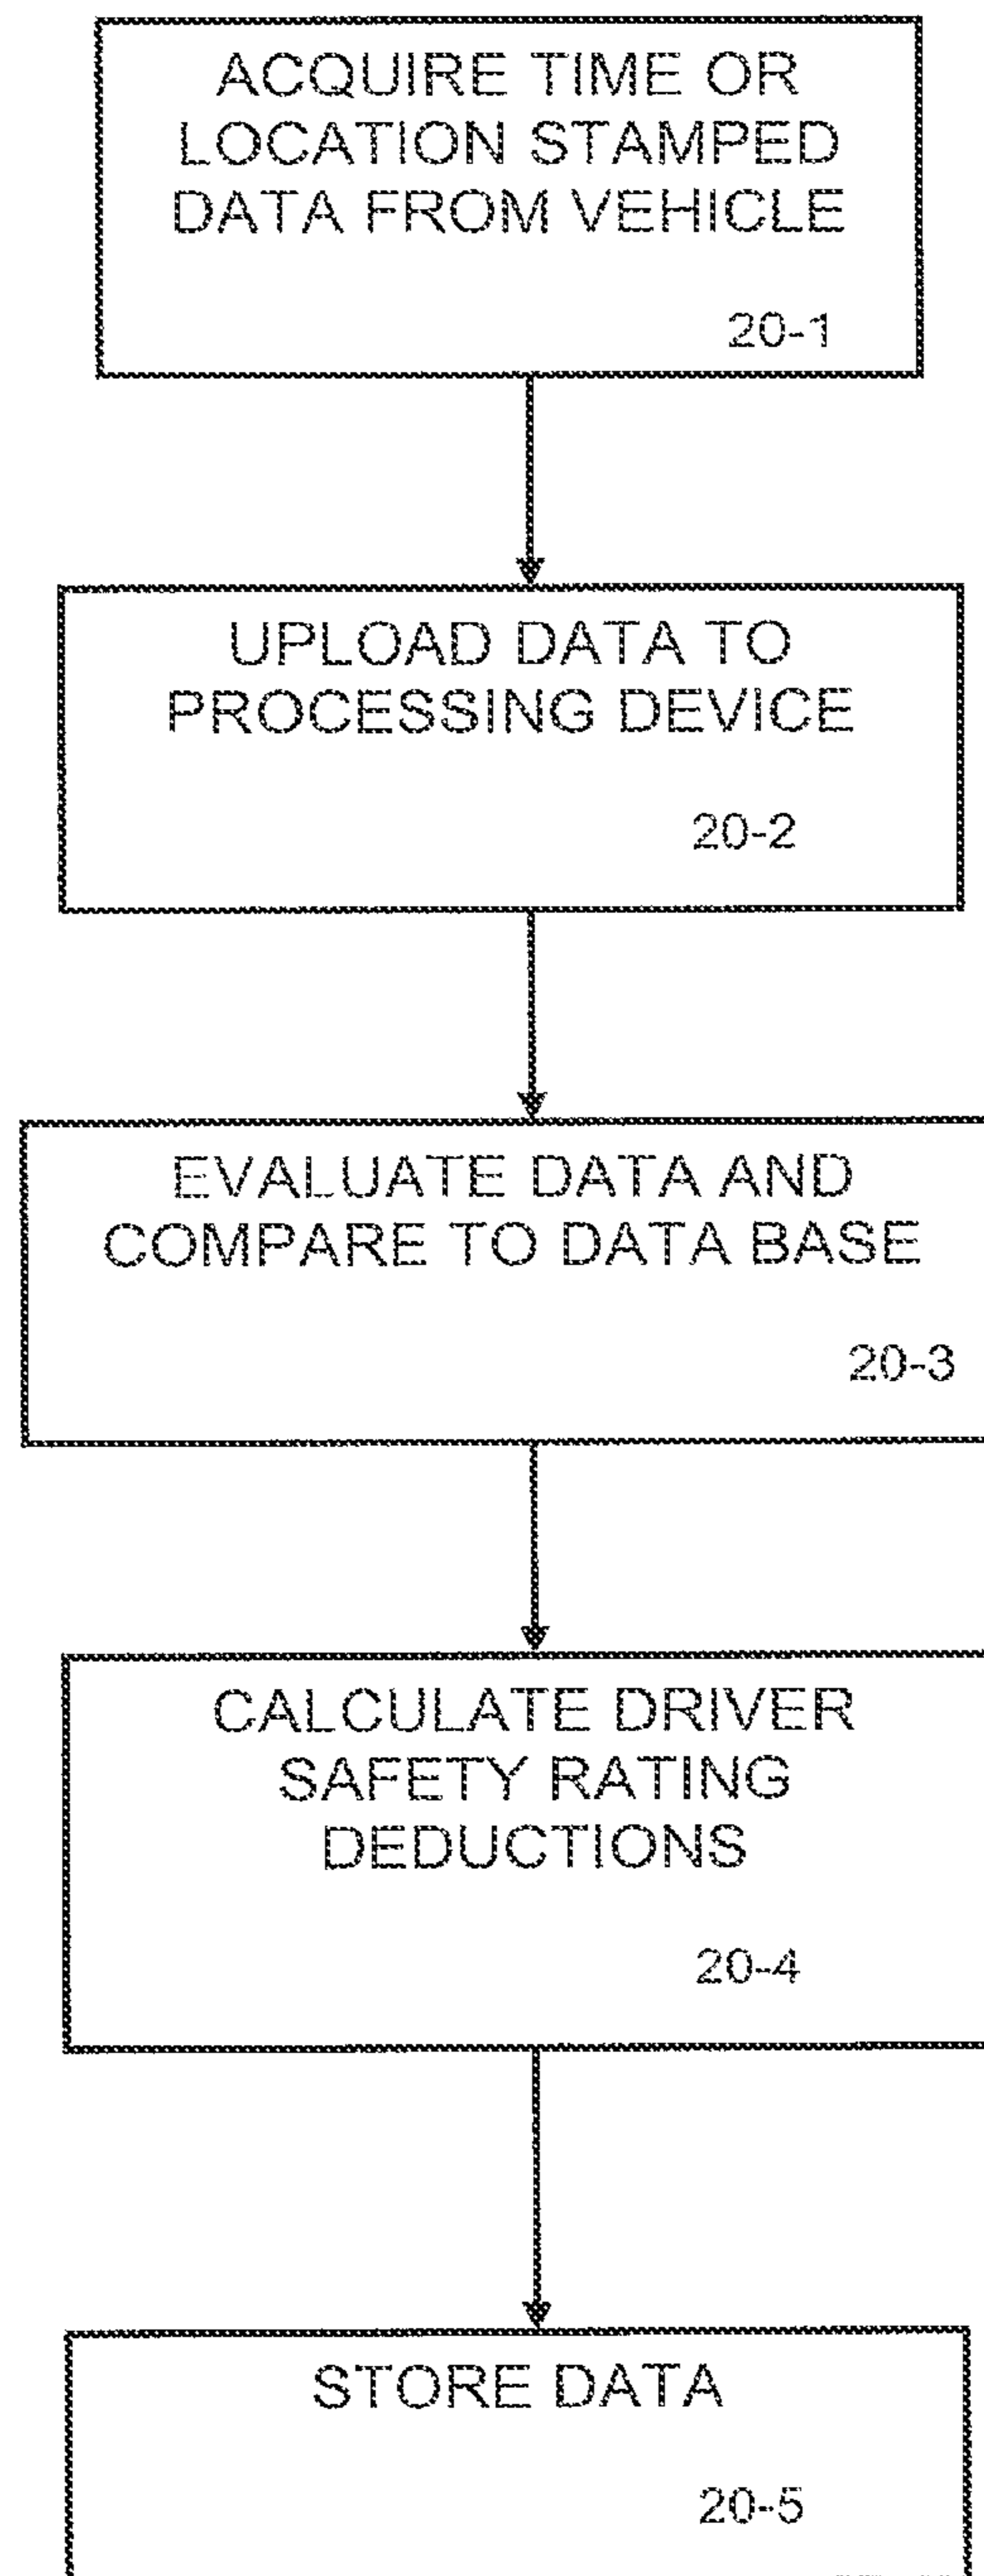 ACQUIRE TIME OR
LOCATION STAMPED
DATA FROM VEHICLE
20-1
UPLOAD DATA TO
PROCESSING DEVICE
20-2
EVALUATE DATA AND
COMPARE TO DATA BASE
20-3
CALCULATE DRIVER
SAFETY RATING
DEDUCTIONS
20-4
STORE DATA
20-5